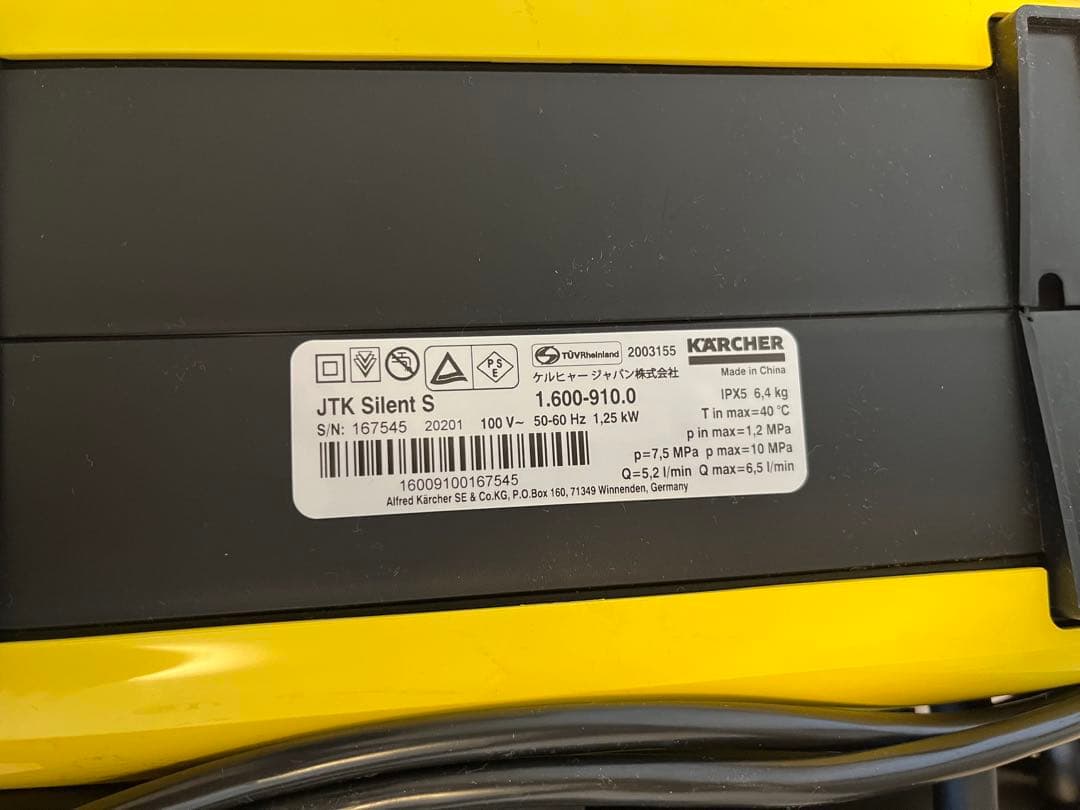 PS
E
TÜVRheinland 2003155
ケルヒャー ジャパン株式会社
KÄRCHER
Made in China
JTK Silent S 1.600-910.0
IPX5 6,4 kg
S/N: 167545 20201 100 V~ 50-60 Hz 1,25 kW
T in max=40 °C
p in max=1,2 MPa
p=7,5 MPa p max=10 MPa
Q=5,2 l/min Q max=6,5 l/min
16009100167545
Alfred Kärcher SE & Co.KG, P.O.Box 160, 71349 Winnenden, Germany